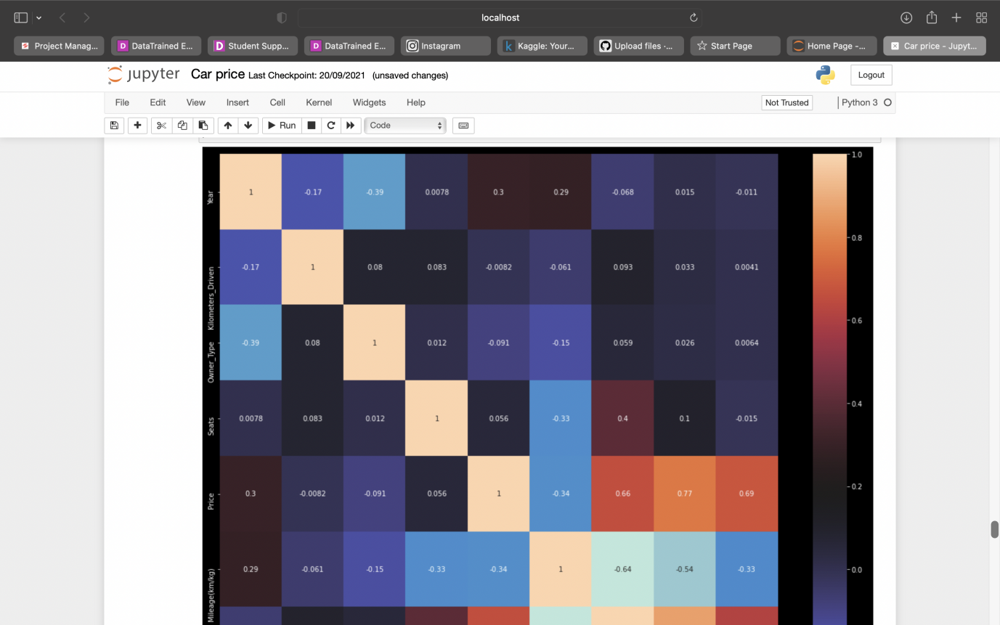 localhost
Project Manag...
DataTrained E...
Student Supp...
DataTrained E...
Instagram
Kaggle: Your...
Upload files ·...
Start Page
Home Page -...
Car price - Jupyt...
jupyter Car price Last Checkpoint: 20/09/2021 (unsaved changes)
Logout
File Edit View Insert Cell Kernel Widgets Help
Not Trusted
Python 3
Run
Code
Year 1 -0.17 -0.39 0.0078 0.3 0.29 -0.068 0.015 -0.011
Kilometers_Driven -0.17 1 0.08 0.083 -0.0082 -0.061 0.093 0.033 0.0041
Owner_Type -0.39 0.08 1 0.012 -0.091 -0.15 0.059 0.026 0.0064
Seats 0.0078 0.083 0.012 1 0.056 -0.33 0.4 0.1 -0.015
Price 0.3 -0.0082 -0.091 0.056 1 -0.34 0.66 0.77 0.69
Mileage(km/kg) 0.29 -0.061 -0.15 -0.33 -0.34 1 -0.64 -0.54 -0.33
1.0
0.8
0.6
0.4
0.2
0.0